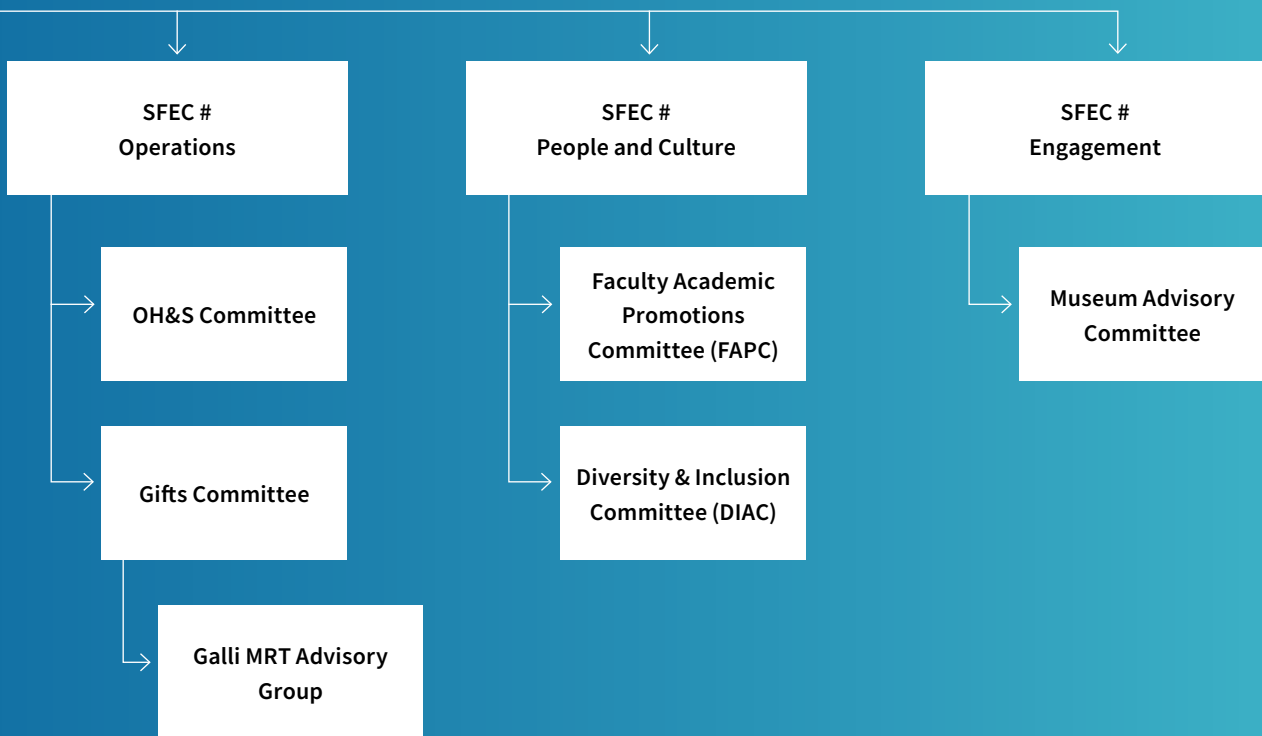 SFEC #
Operations
SFEC #
People and Culture
SFEC #
Engagement
OH&S Committee
Faculty Academic
Promotions
Committee (FAPC)
Museum Advisory
Committee
Gifts Committee
Diversity & Inclusion
Committee (DIAC)
Galli MRT Advisory
Group